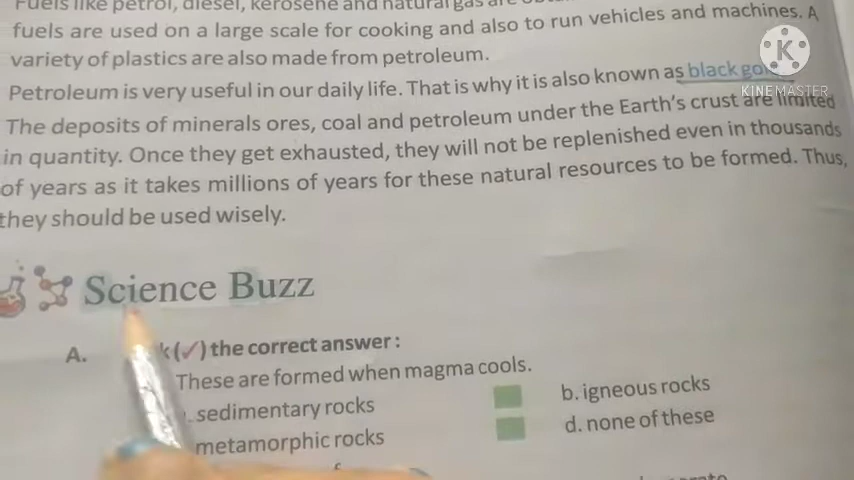 Fuels like petrol, diesel, kerosene and natural gas are
fuels are used on a large scale for cooking and also to run vehicles and machines. A
variety of plastics are also made from petroleum.
Petroleum is very useful in our daily life. That is why it is also known as black gold.
The deposits of minerals ores, coal and petroleum under the Earth's crust are limited
in quantity. Once they get exhausted, they will not be replenished even in thousands
of years as it takes millions of years for these natural resources to be formed. Thus,
they should be used wisely.
Science Buzz
A. (✓) the correct answer:
These are formed when magma cools.
sedimentary rocks
b. igneous rocks
metamorphic rocks
d. none of these
K
KINEMASTER